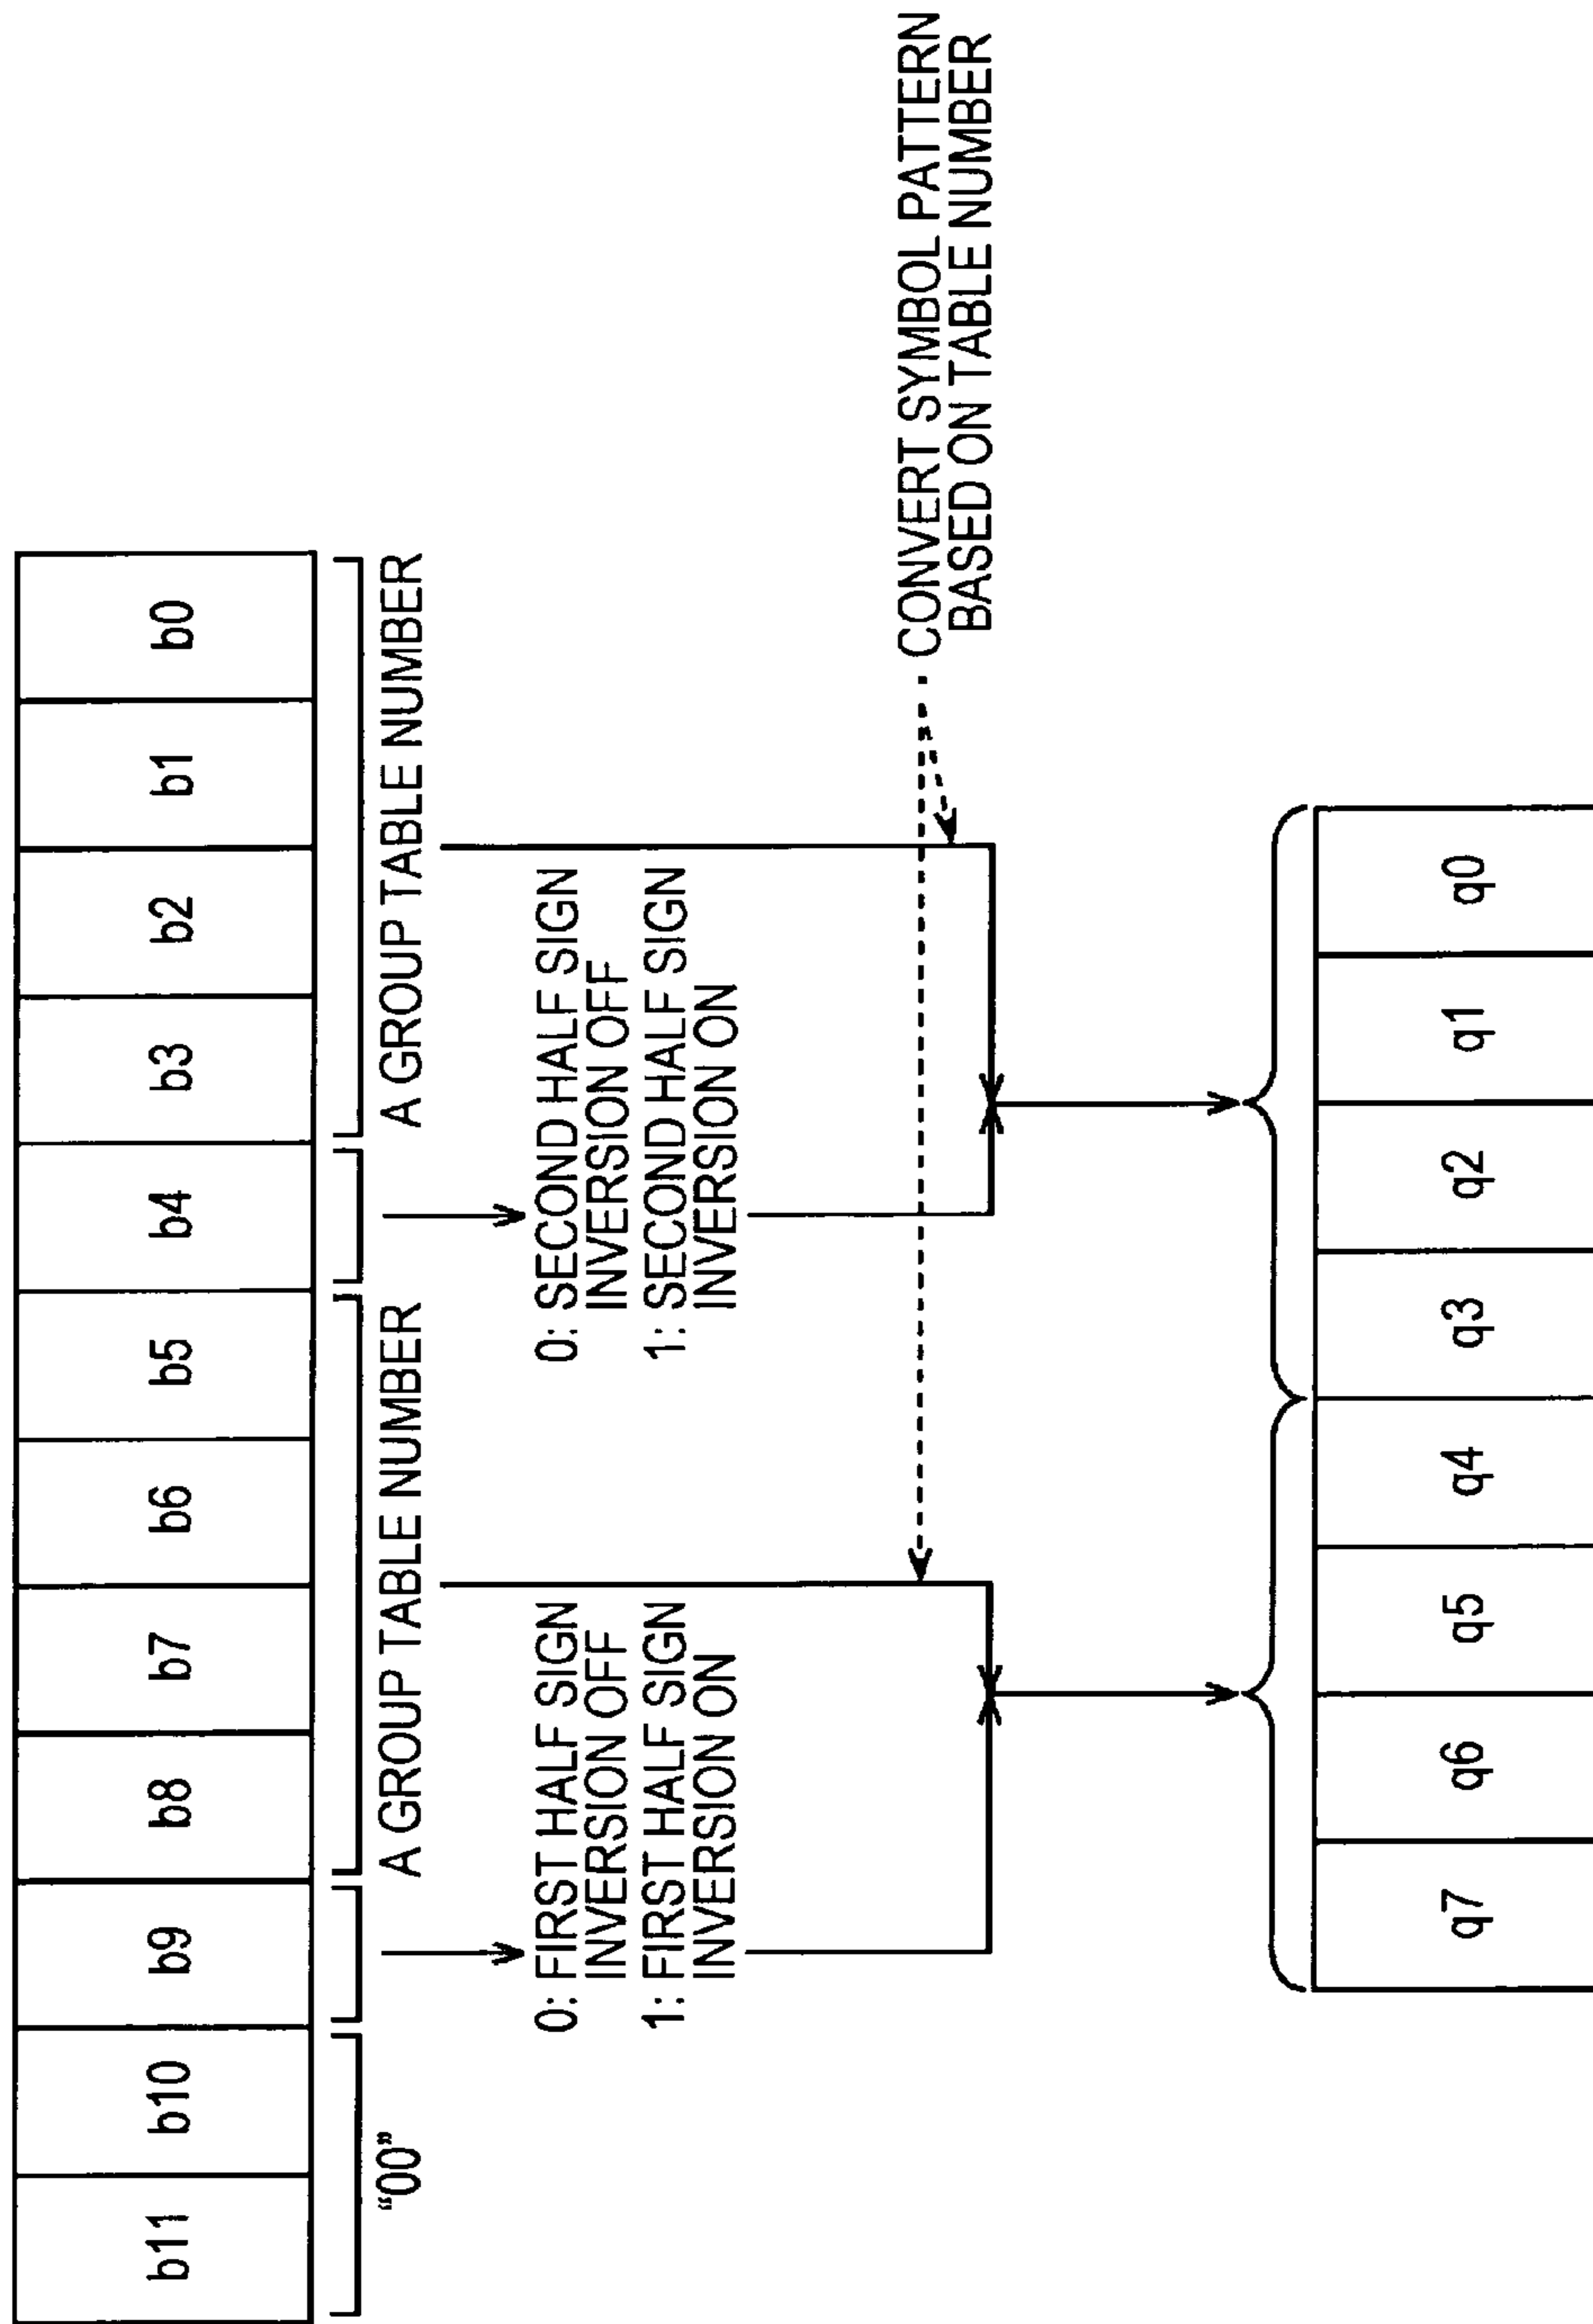 b11 b10 b9 b8 b7 b6 b5 b4 b3 b2 b1 b0
“00”
A GROUP TABLE NUMBER
A GROUP TABLE NUMBER
0: FIRST HALF SIGN
INVERSION OFF
1: FIRST HALF SIGN
INVERSION ON
0: SECOND HALF SIGN
INVERSION OFF
1: SECOND HALF SIGN
INVERSION ON
CONVERT SYMBOL PATTERN
BASED ON TABLE NUMBER
q7 q6 q5 q4 q3 q2 q1 q0